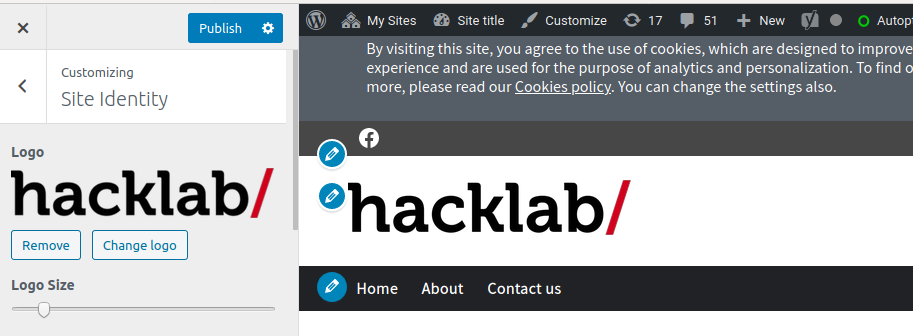 Publish
Customizing
Site Identity
Logo
hacklab/
Remove
Change logo
Logo Size
My Sites
Site title
Customize
17
51
New
Autop
By visiting this site, you agree to the use of cookies, which are designed to improve
experience and are used for the purpose of analytics and personalization. To find o
more, please read our Cookies policy. You can change the settings also.
hacklab/
Home
About
Contact us